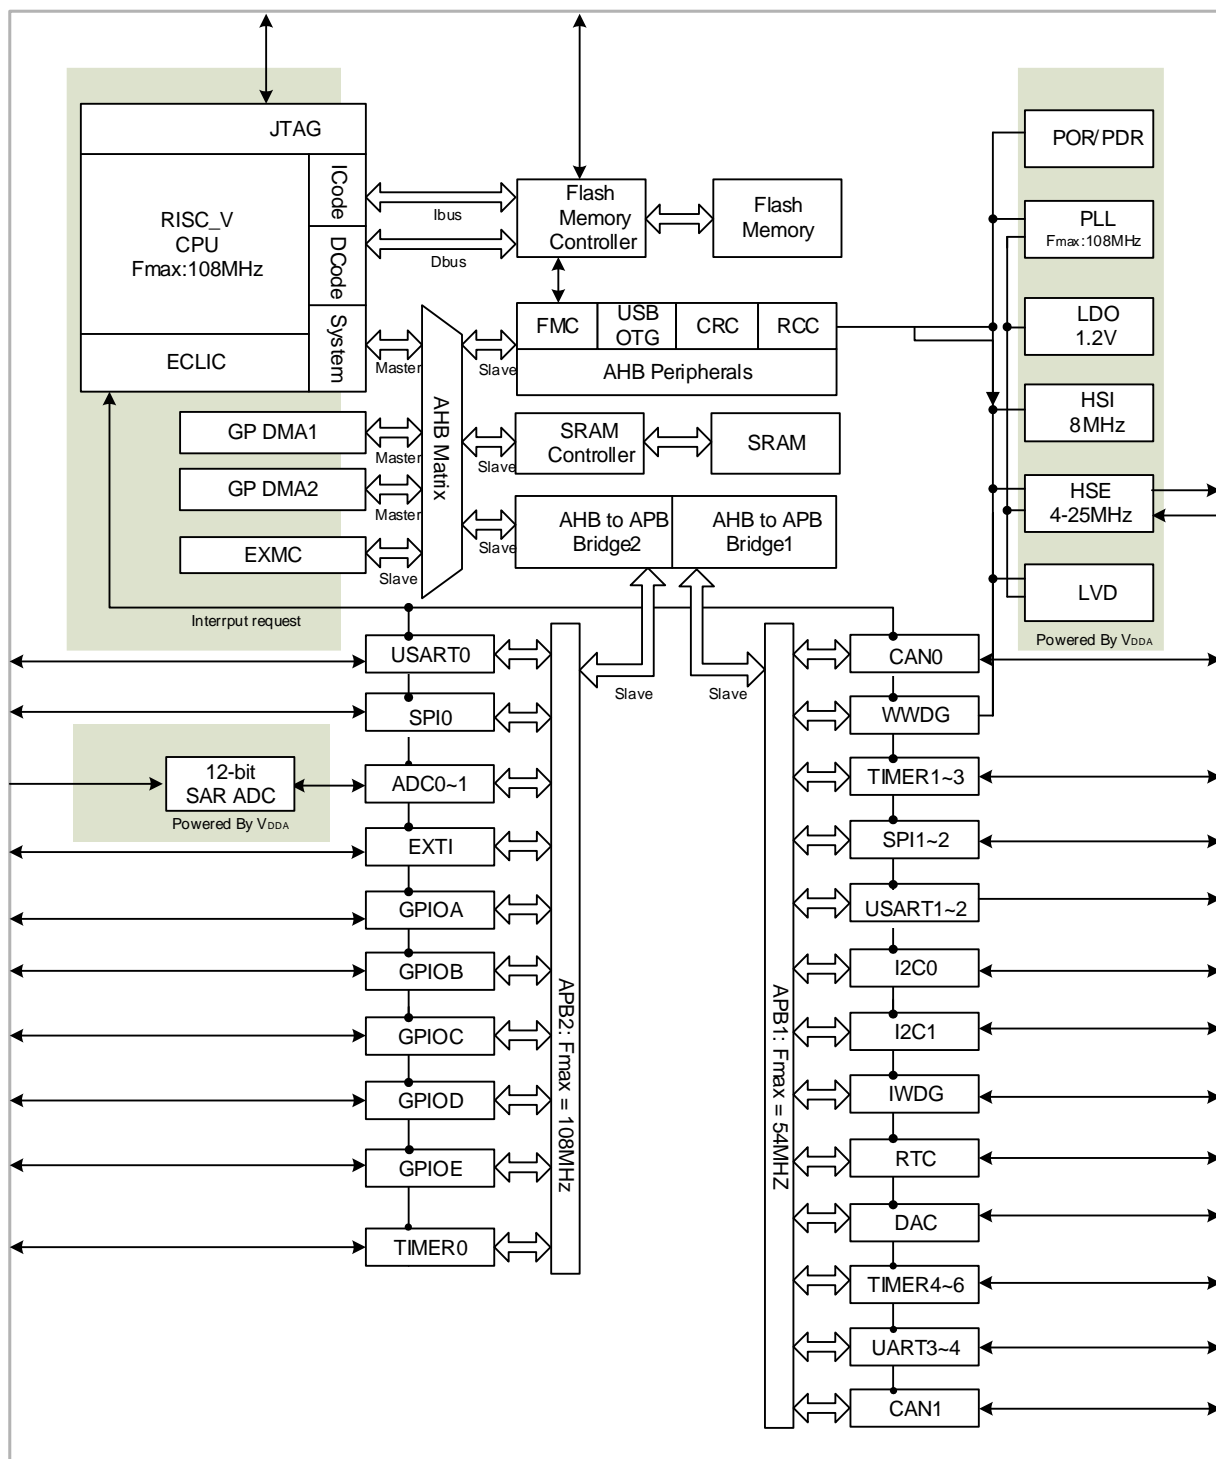 JTAG
RISC_V
CPU
Fmax:108MHz
ICode
DCode
System
ECLIC
Ibus
Dbus
Flash
Memory
Controller
Flash
Memory
FMC
USB
OTG
CRC
RCC
AHB Peripherals
Master
Slave
GP DMA1
Master
GP DMA2
Master
EXMC
Slave
AHB Matrix
Slave
SRAM
Controller
SRAM
Slave
AHB to APB
Bridge2
AHB to APB
Bridge1
POR/PDR
PLL
Fmax:108MHz
LDO
1.2V
HSI
8MHz
HSE
4-25MHz
LVD
Powered By VDDA
Interrput request
Slave
Slave
USART0
SPI0
12-bit
SAR ADC
Powered By VDDA
ADC0~1
EXTI
GPIOA
GPIOB
GPIOC
GPIOD
GPIOE
TIMER0
APB2: Fmax = 108MHz
APB1: Fmax = 54MHZ
CAN0
WWDG
TIMER1~3
SPI1~2
USART1~2
I2C0
I2C1
IWDG
RTC
DAC
TIMER4~6
UART3~4
CAN1